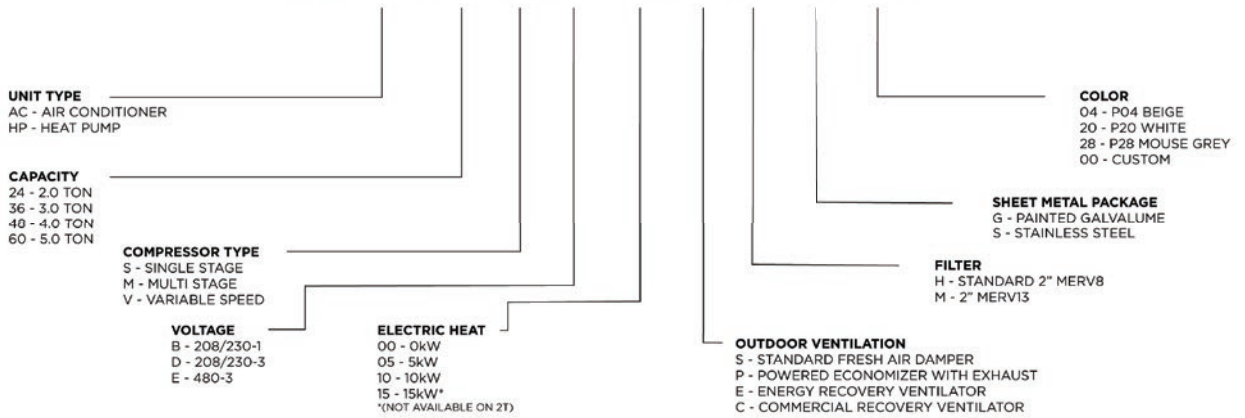 UNIT TYPE
AC - AIR CONDITIONER
HP - HEAT PUMP
CAPACITY
24 - 2.0 TON
36 - 3.0 TON
48 - 4.0 TON
60 - 5.0 TON
COMPRESSOR TYPE
S - SINGLE STAGE
M - MULTI STAGE
V - VARIABLE SPEED
VOLTAGE
B - 208/230-1
D - 208/230-3
E - 480-3
ELECTRIC HEAT
00 - 0kW
05 - 5kW
10 - 10kW
15 - 15kW*
*(NOT AVAILABLE ON 2T)
OUTDOOR VENTILATION
S - STANDARD FRESH AIR DAMPER
P - POWERED ECONOMIZER WITH EXHAUST
E - ENERGY RECOVERY VENTILATOR
C - COMMERCIAL RECOVERY VENTILATOR
FILTER
H - STANDARD 2" MERV8
M - 2" MERV13
SHEET METAL PACKAGE
G - PAINTED GALVALUME
S - STAINLESS STEEL
COLOR
04 - P04 BEIGE
20 - P20 WHITE
28 - P28 MOUSE GREY
00 - CUSTOM